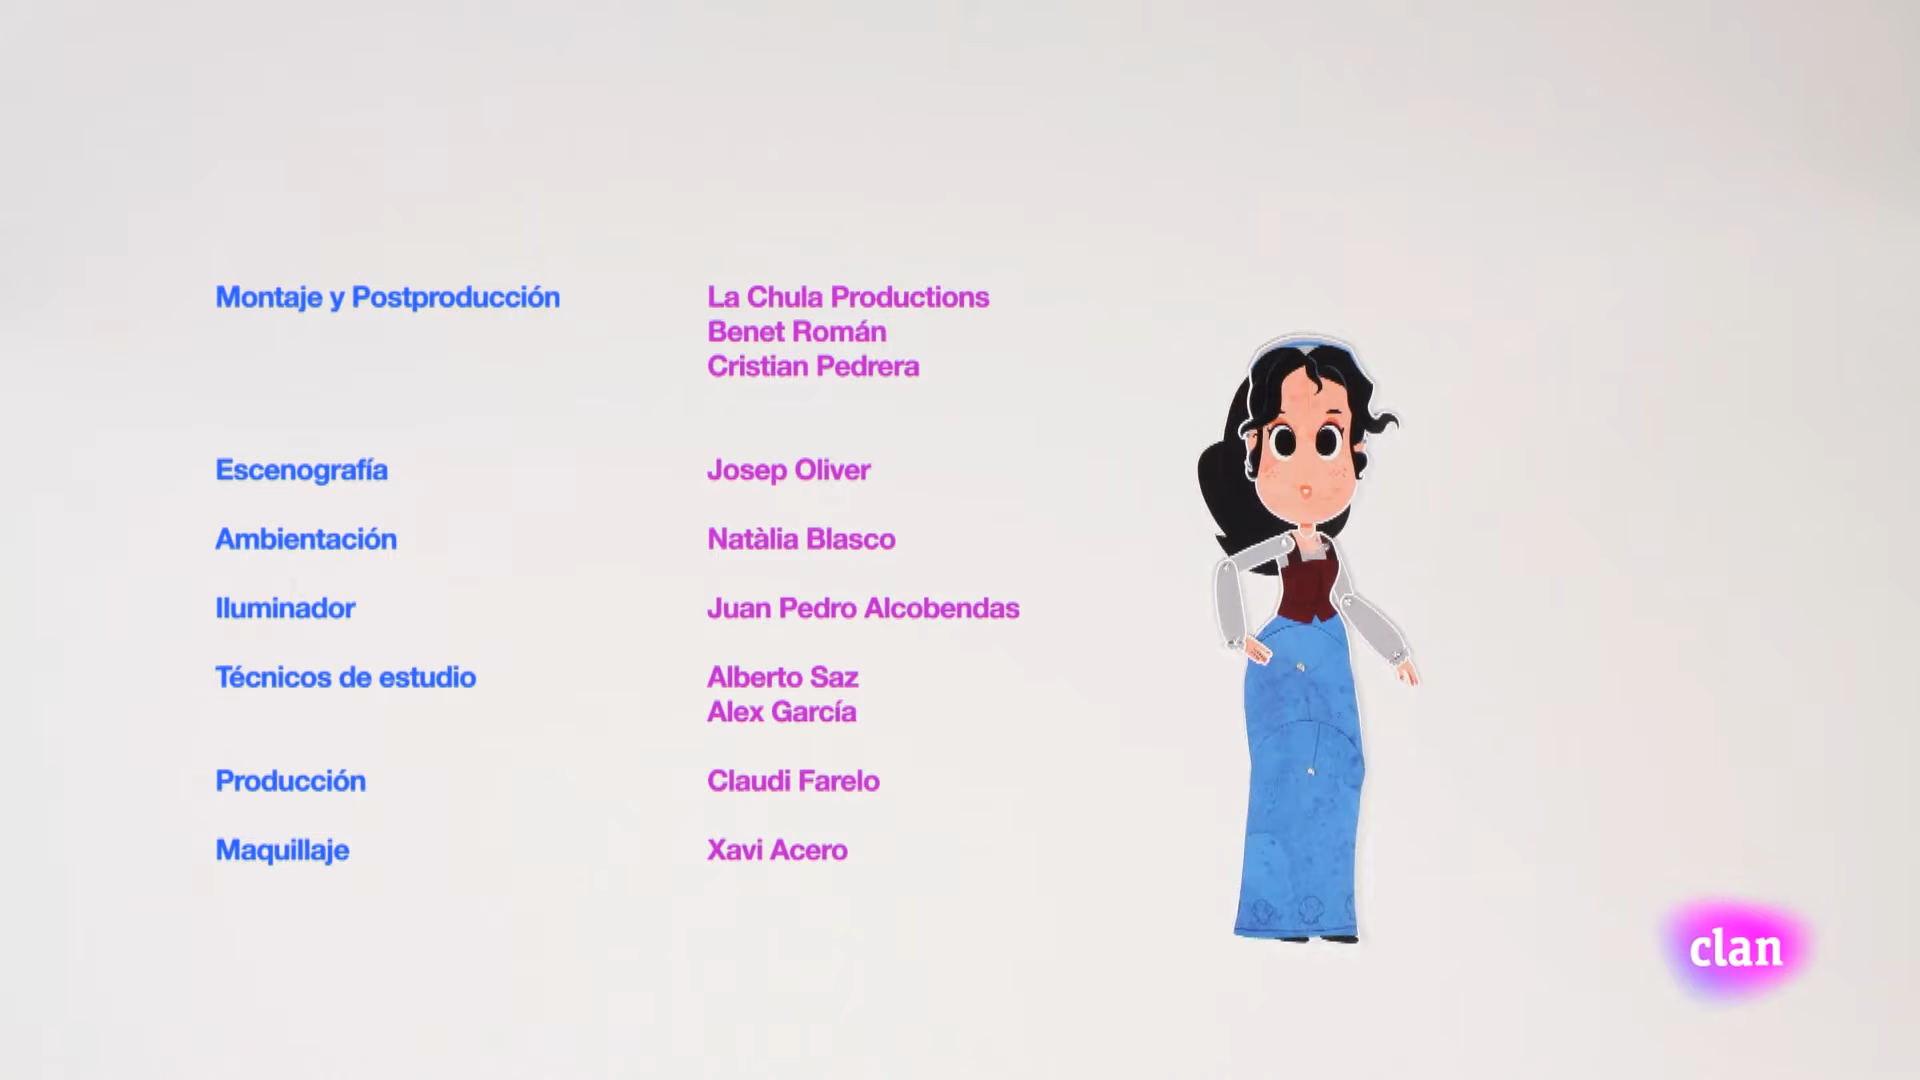 Montaje y Postproducción La Chula Productions
Benet Román
Cristian Pedrera
Escenografía Josep Oliver
Ambientación Natàlia Blasco
Iluminador Juan Pedro Alcobendas
Técnicos de estudio Alberto Saz
Alex García
Producción Claudi Farelo
Maquillaje Xavi Acero
clan